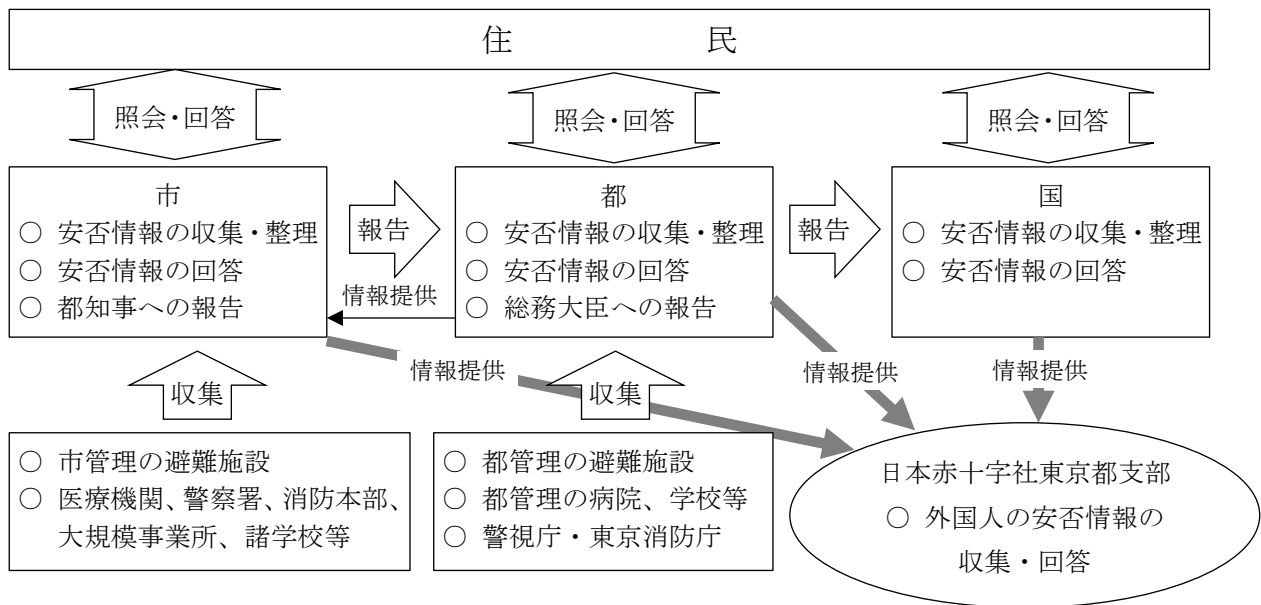 住民
照会・回答
照会・回答
照会・回答
市
○ 安否情報の収集・整理
○ 安否情報の回答
○ 都知事への報告
報告
情報提供
都
○ 安否情報の収集・整理
○ 安否情報の回答
○ 総務大臣への報告
報告
国
○ 安否情報の収集・整理
○ 安否情報の回答
収集
情報提供
収集
情報提供
情報提供
○ 市管理の避難施設
○ 医療機関、警察署、消防本部、
大規模事業所、諸学校等
○ 都管理の避難施設
○ 都管理の病院、学校等
○ 警視庁・東京消防庁
日本赤十字社東京都支部
○ 外国人の安否情報の
収集・回答